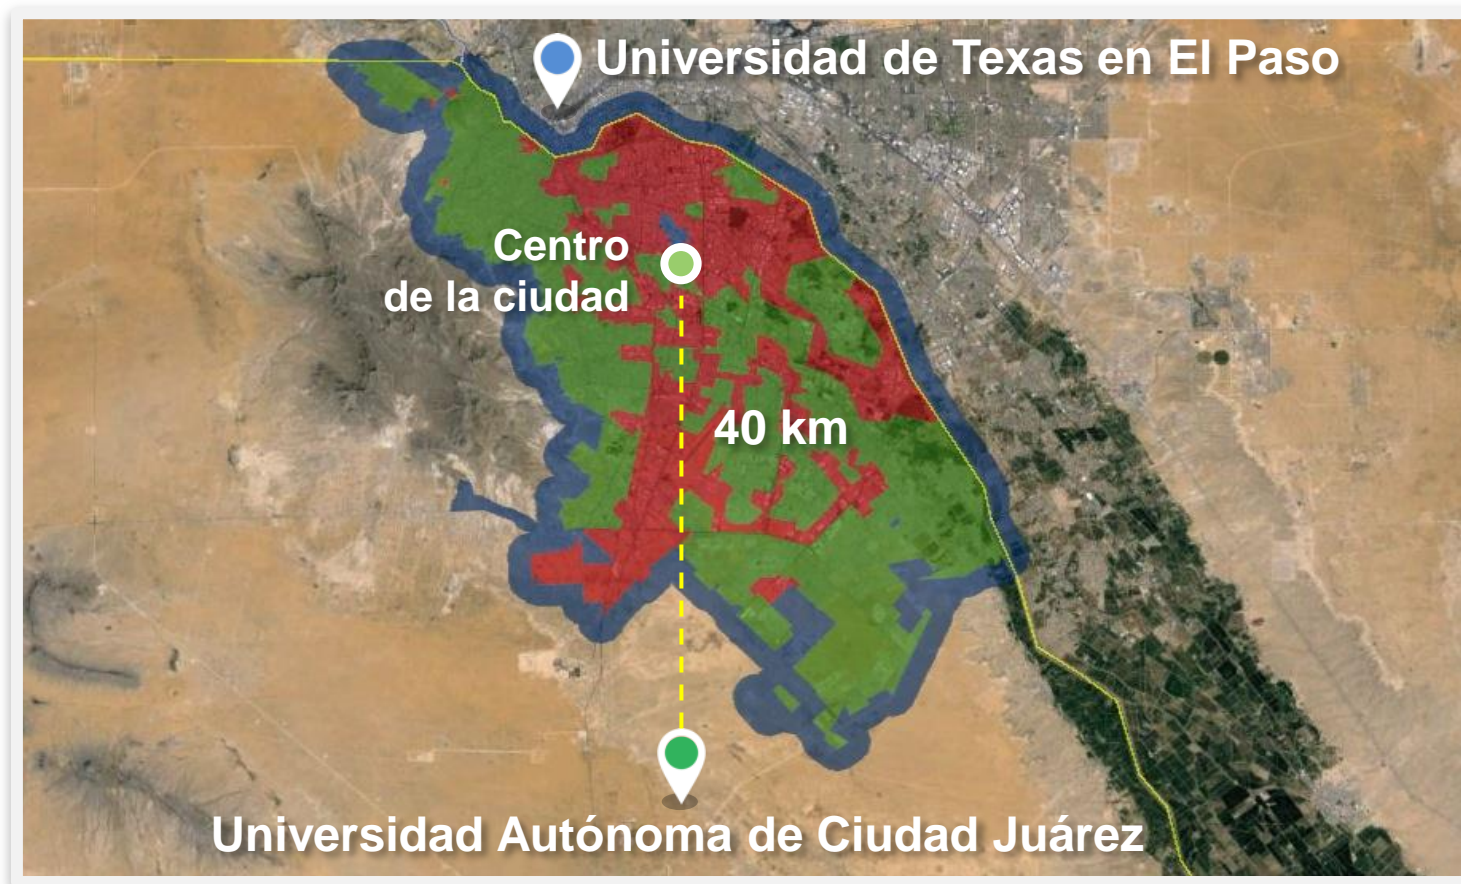 Universidad de Texas en El Paso
Centro
de la ciudad
40 km
Universidad Autónoma de Ciudad Juárez